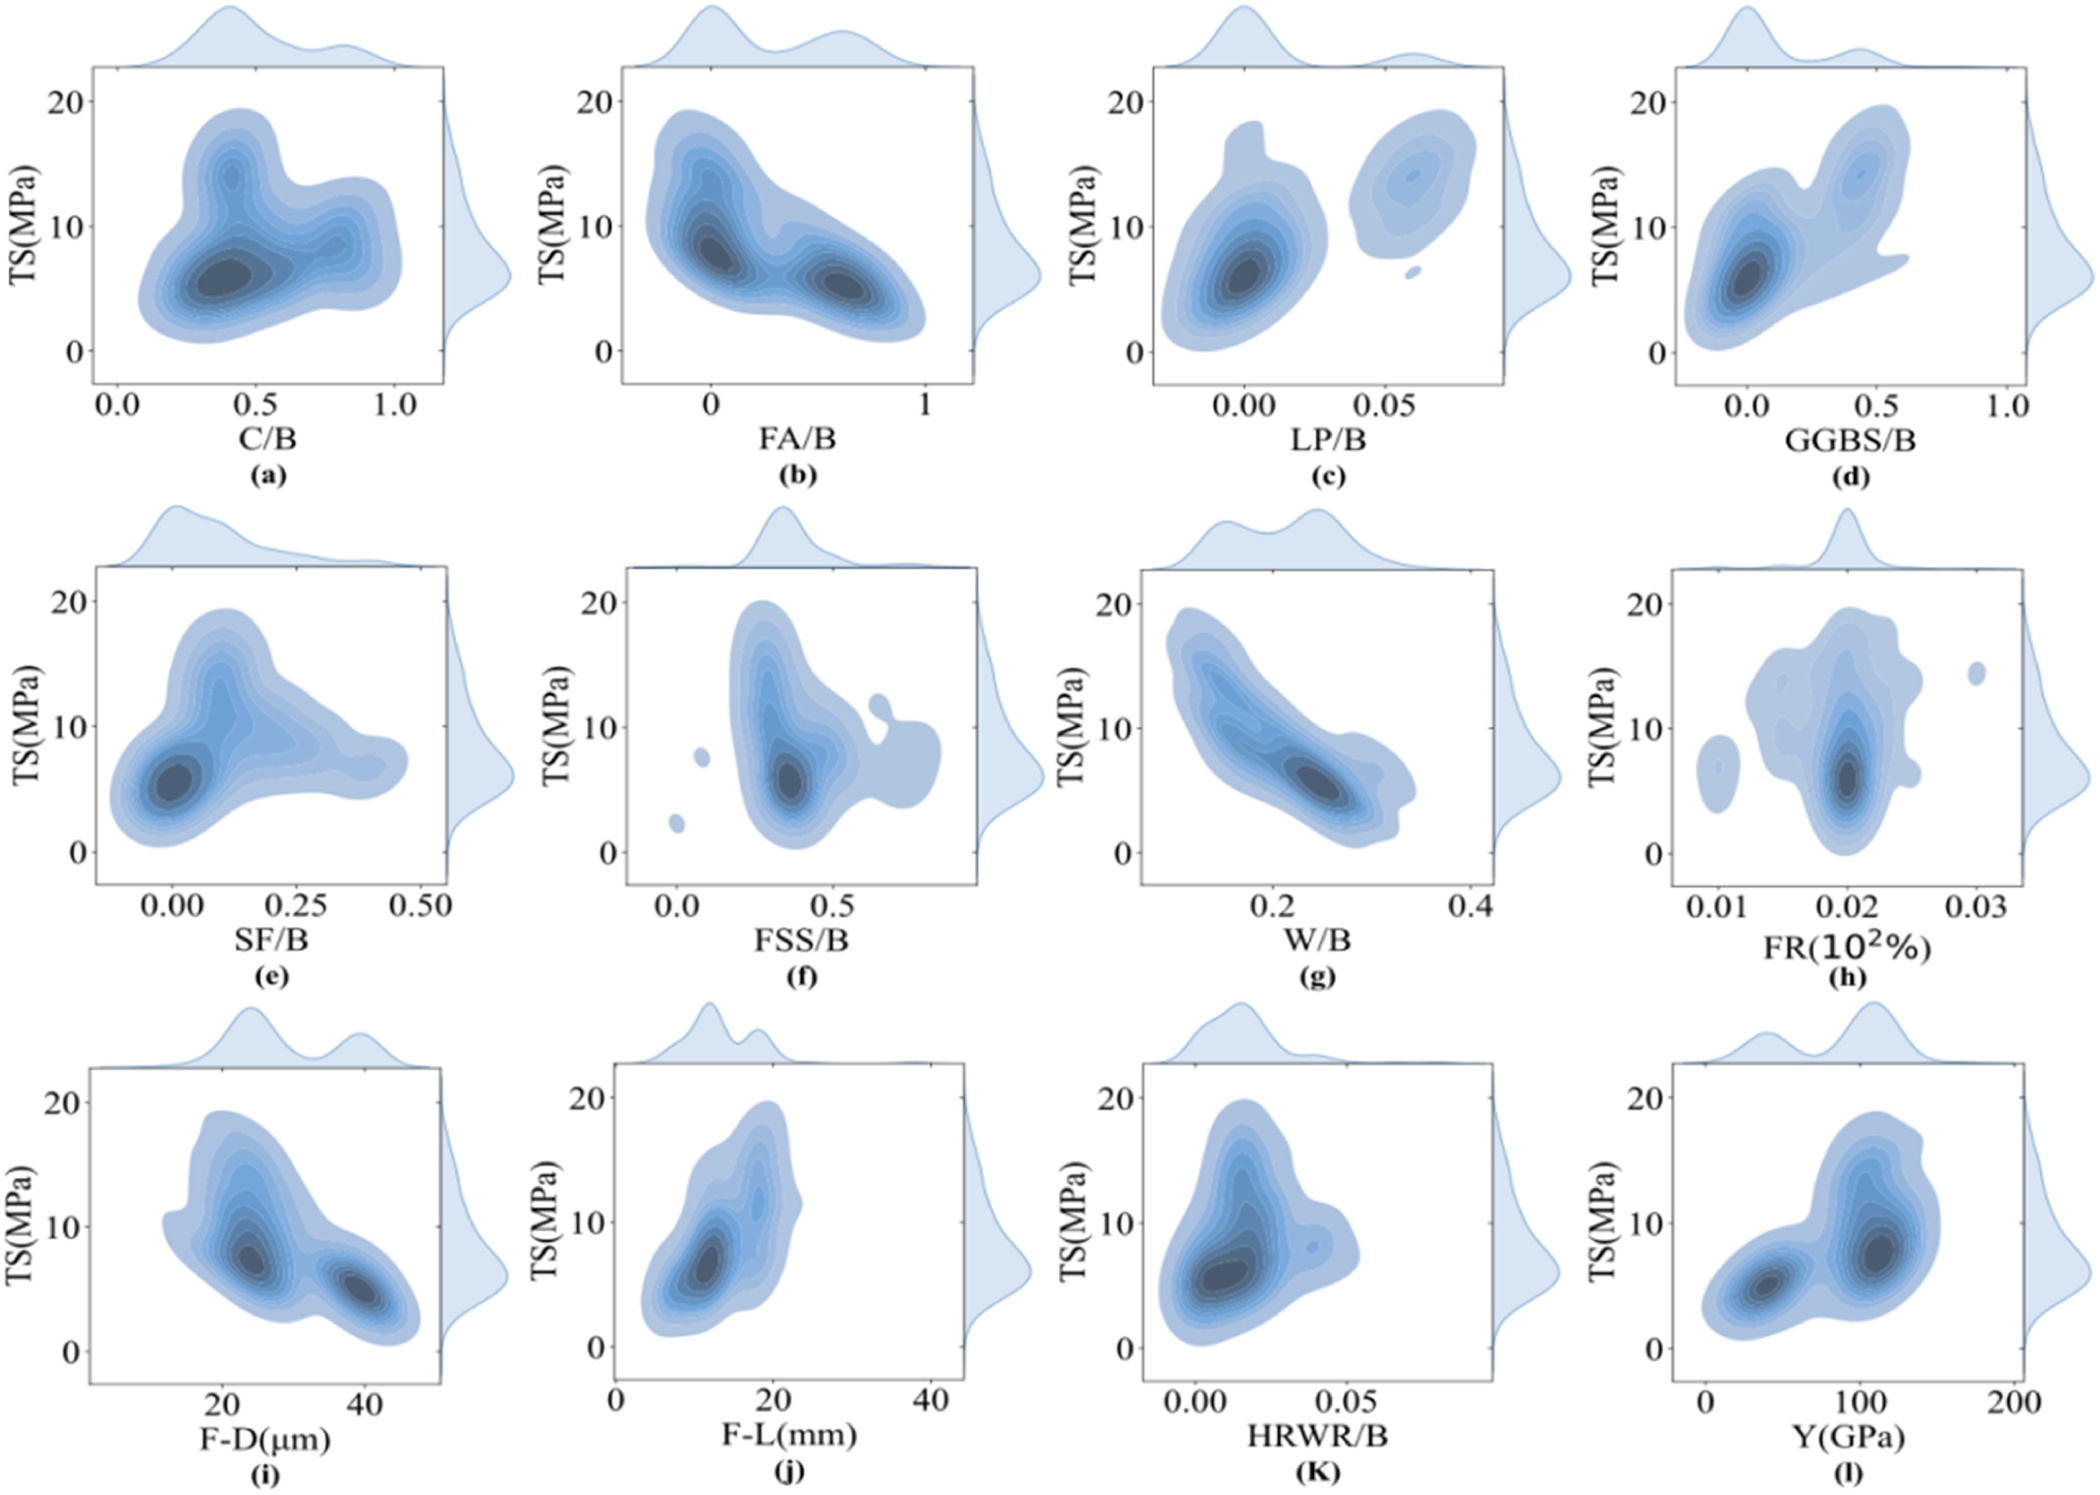 20
10
0
TS(MPa)
0.0 0.5 1.0
C/B
(a)
20
10
0
TS(MPa)
0 1
FA/B
(b)
20
10
0
TS(MPa)
0.00 0.05
LP/B
(c)
20
10
0
TS(MPa)
0.0 0.5 1.0
GGBS/B
(d)
20
10
0
TS(MPa)
0.00 0.25 0.50
SF/B
(e)
20
10
0
TS(MPa)
0.0 0.5
FSS/B
(f)
20
10
0
TS(MPa)
0.2 0.4
W/B
(g)
20
10
0
TS(MPa)
0.01 0.02 0.03
FR(10²%)
(h)
20
10
0
TS(MPa)
20 40
F-D(μm)
(i)
20
10
0
TS(MPa)
0 20 40
F-L(mm)
(j)
20
10
0
TS(MPa)
0.00 0.05
HRWR/B
(K)
20
10
0
TS(MPa)
0 100 200
Y(GPa)
(l)